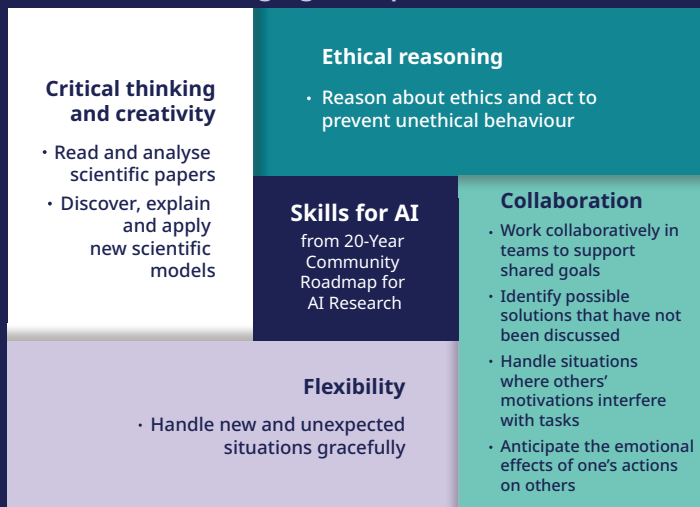 Critical thinking
and creativity
· Read and analyse
scientific papers
· Discover, explain
and apply
new scientific
models
Ethical reasoning
· Reason about ethics and act to
prevent unethical behaviour
Skills for AI
from 20-Year
Community
Roadmap for
AI Research
Collaboration
· Work collaboratively in
teams to support
shared goals
· Identify possible
solutions that have not
been discussed
· Handle situations
where others’
motivations interfere
with tasks
· Anticipate the emotional
effects of one’s actions
on others
Flexibility
· Handle new and unexpected
situations gracefully